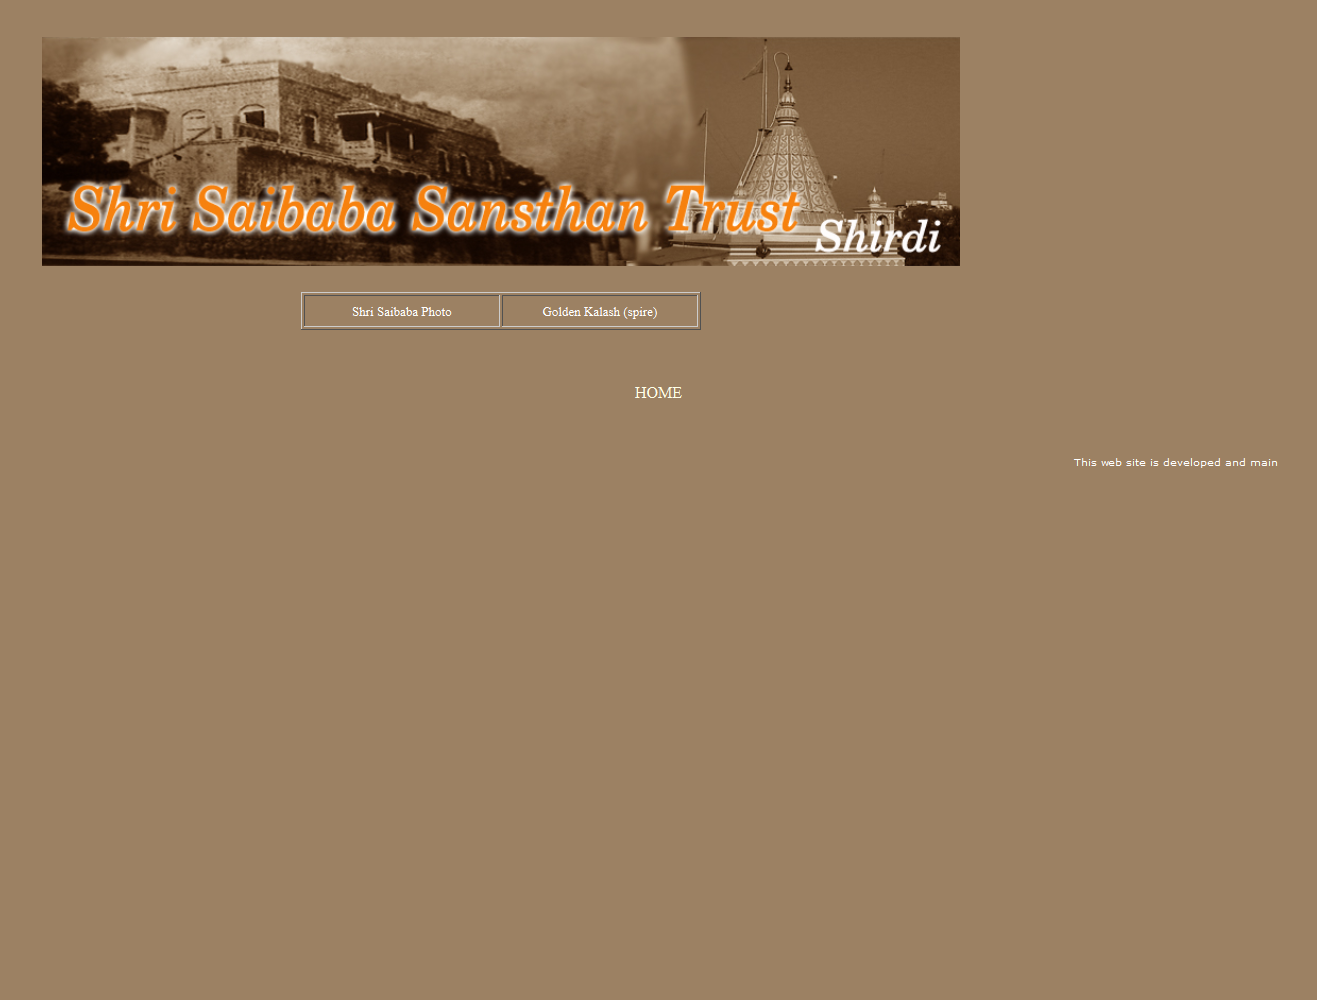 Shri Saibaba Sansthan Trust
Shirdi
Shri Saibaba Photo
Golden Kalash (spire)
HOME
This web site is developed and main